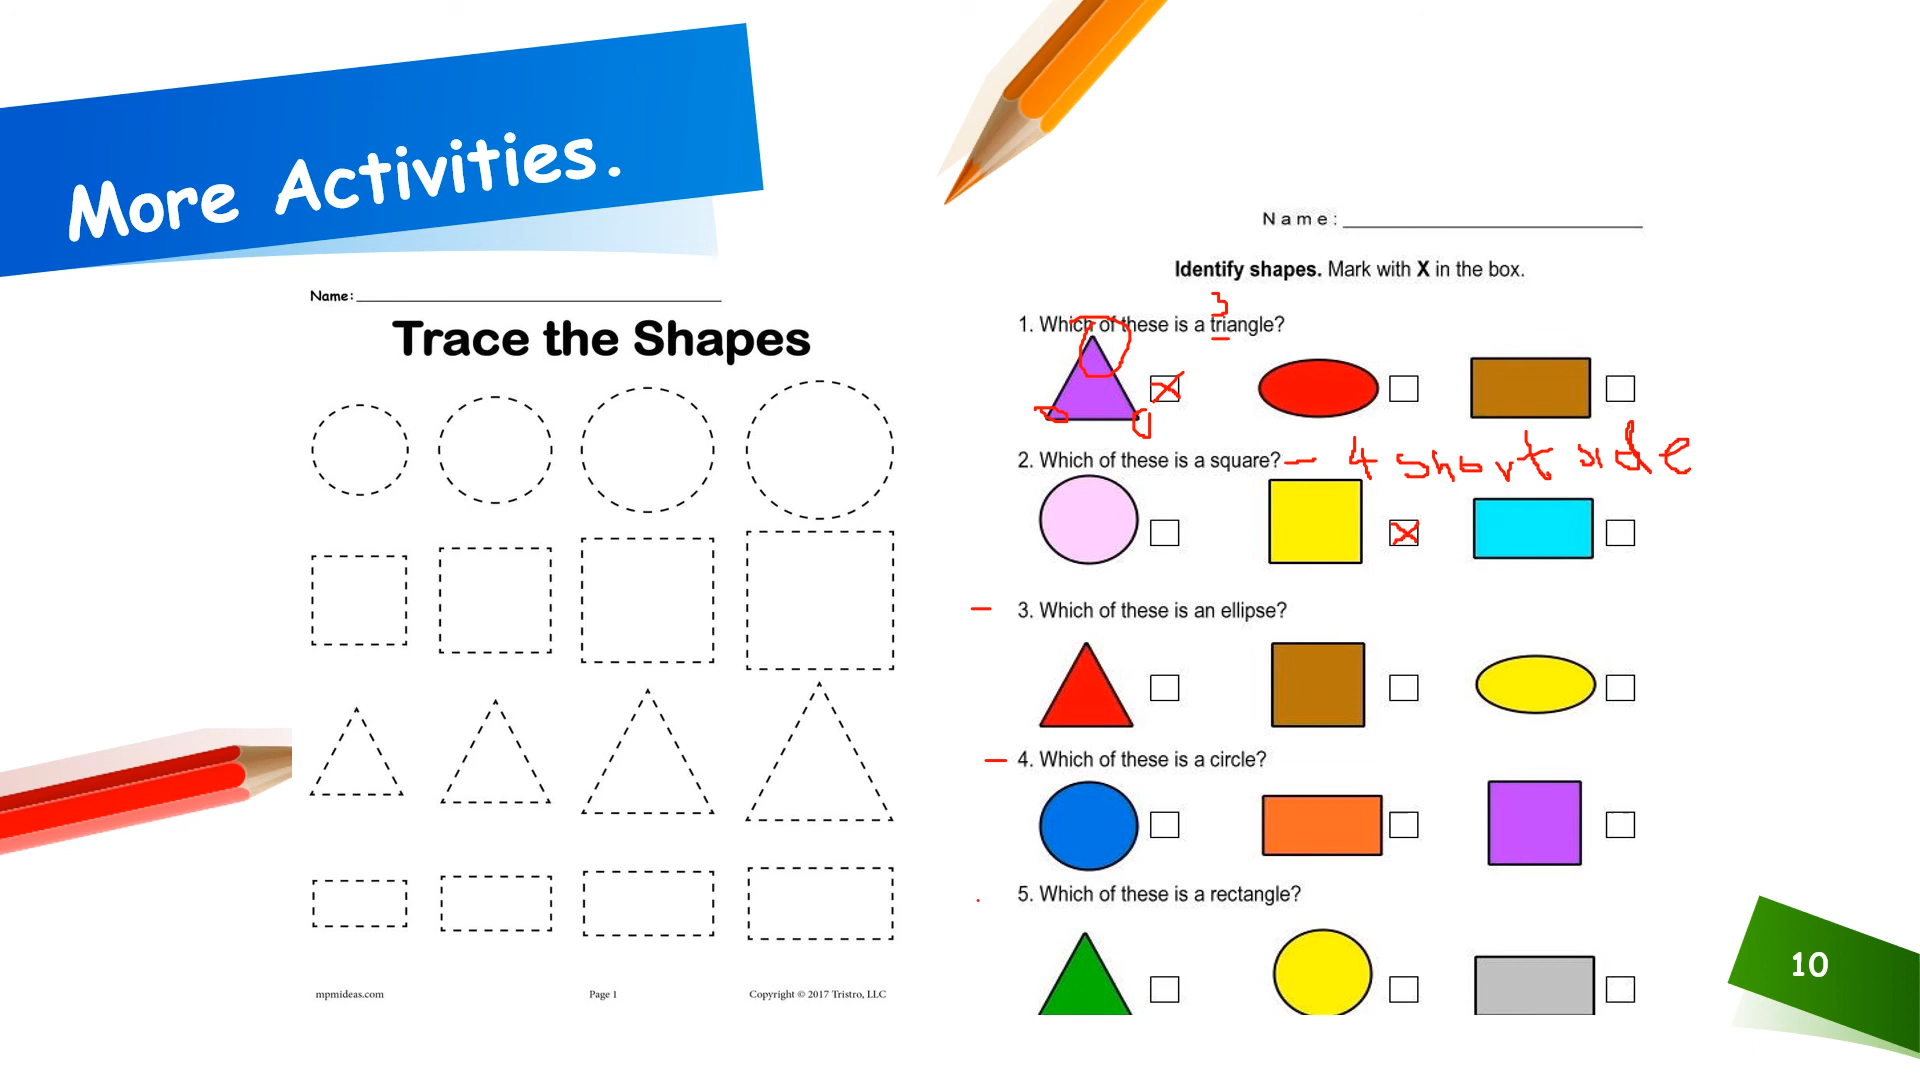 More Activities.
Name:
Trace the Shapes
mpmideas.com
Page 1
Copyright © 2017 Tristro, LLC
Name:
Identify shapes. Mark with X in the box.
3
1. Which of these is a triangle?
X
2. Which of these is a square? - 4 short side
X
3. Which of these is an ellipse?
4. Which of these is a circle?
5. Which of these is a rectangle?
10